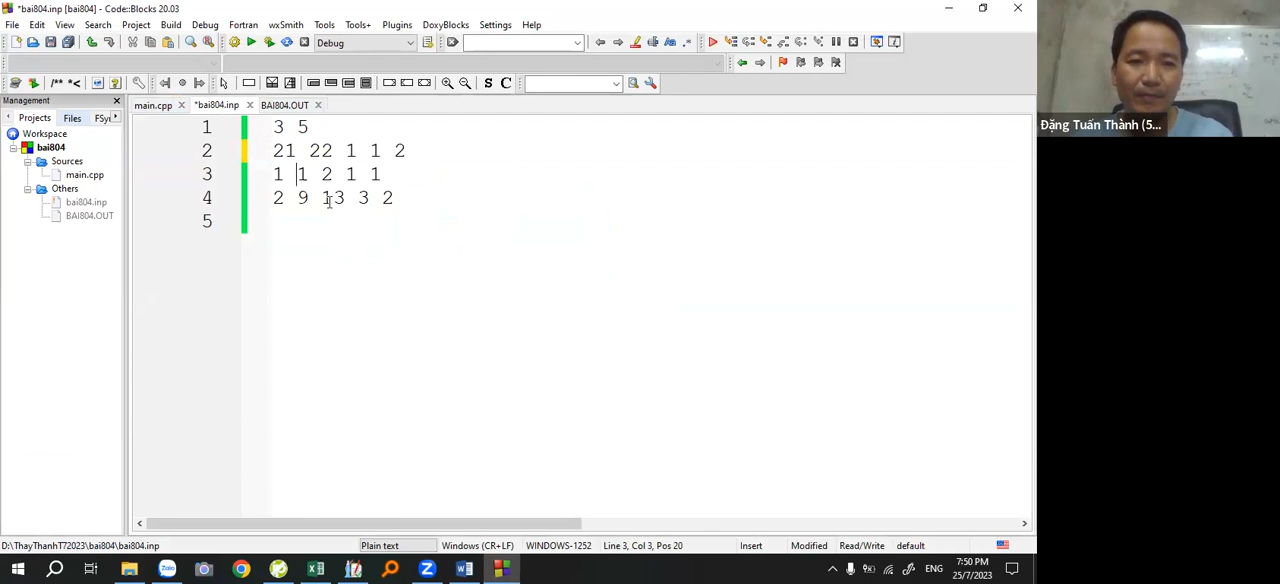 *bai804.inp [bai804] - Code::Blocks 20.03
File Edit View Search Project Build Debug Fortran wxSmith Tools Tools+ Plugins DoxyBlocks Settings Help
Debug
/** *<
S C
Management
Projects Files FSy
Workspace
bai804
Sources
main.cpp
Others
bai804.inp
BAI804.OUT
main.cpp *bai804.inp BAI804.OUT
1 3 5
2 21 22 1 1 2
3 1 1 2 1 1
4 2 9 13 3 2
5
Đặng Tuấn Thành (5...
D:\ThayThanhT72023\bai804\bai804.inp Plain text Windows (CR+LF) WINDOWS-1252 Line 3, Col 3, Pos 20 Insert Modified Read/Write default
Zalo
ENG
7:50 PM
25/7/2023